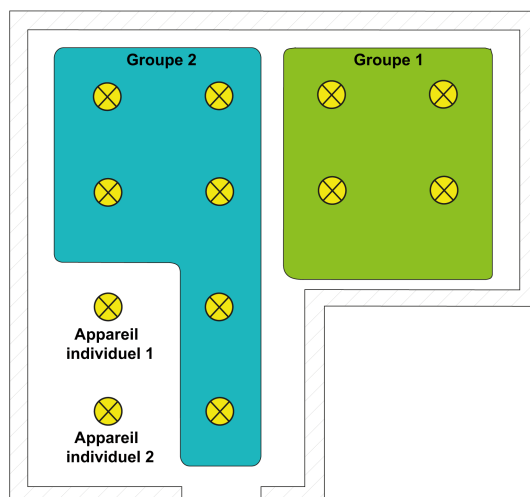 Groupe 2
Groupe 1
Appareil
individuel 1
Appareil
individuel 2